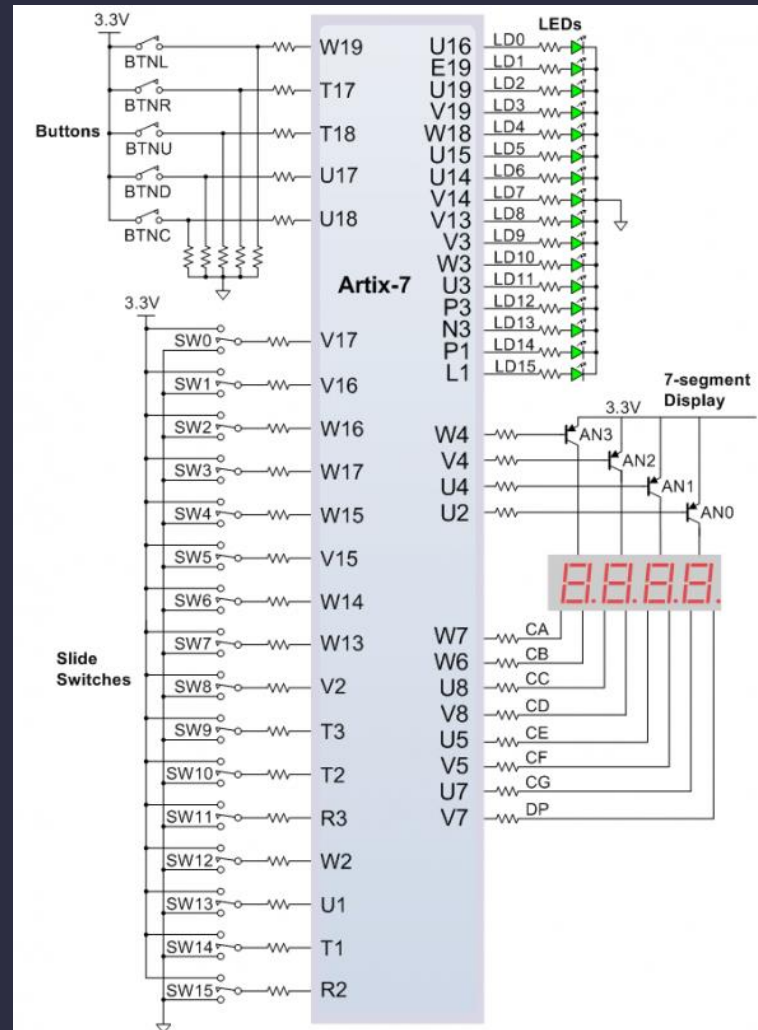 3.3V
BTNL
W19
BTNR
T17
Buttons
BTNU
T18
BTND
U17
BTNC
U18
Artix-7
3.3V
SW0
V17
SW1
V16
SW2
W16
SW3
W17
SW4
W15
SW5
V15
SW6
W14
SW7
W13
Slide
Switches
SW8
V2
SW9
T3
SW10
T2
SW11
R3
SW12
W2
SW13
U1
SW14
T1
SW15
R2
LEDs
U16 LD0
E19 LD1
U19 LD2
V19 LD3
W18 LD4
U15 LD5
U14 LD6
V14 LD7
V13 LD8
V3 LD9
W3 LD10
U3 LD11
P3 LD12
N3 LD13
P1 LD14
L1 LD15
7-segment
Display
3.3V
W4 AN3
V4 AN2
U4 AN1
U2 AN0
8.8.8.8.
W7 CA
W6 CB
U8 CC
V8 CD
U5 CE
V5 CF
U7 CG
V7 DP